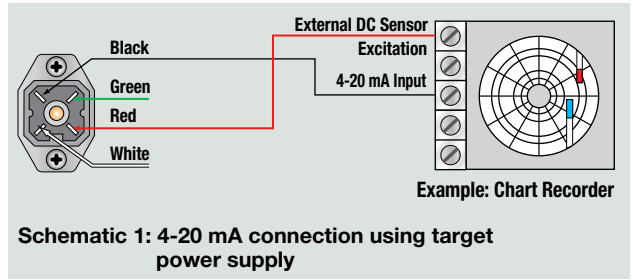 External DC Sensor
Excitation
4-20 mA Input
Black
Green
Red
White
Example: Chart Recorder
Schematic 1: 4-20 mA connection using target
power supply